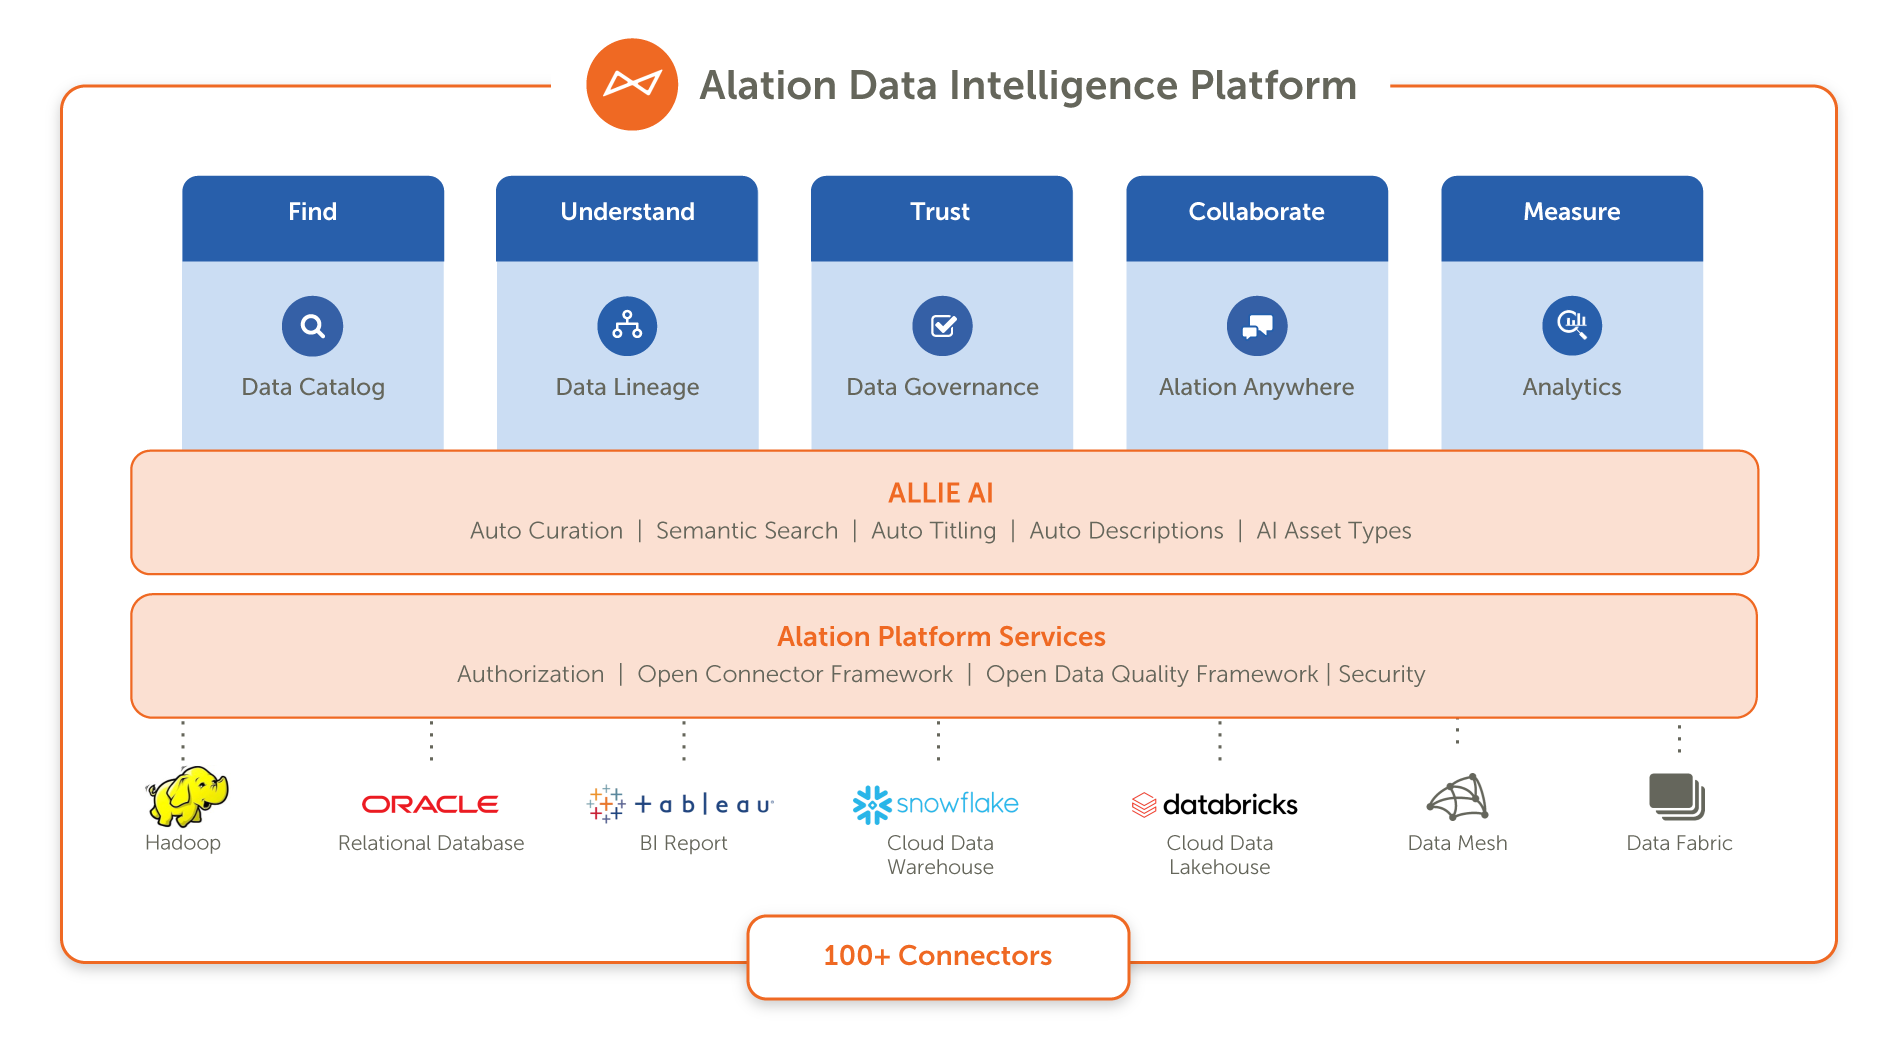 Alation Data Intelligence Platform
Find
Understand
Trust
Collaborate
Measure
Data Catalog
Data Lineage
Data Governance
Alation Anywhere
Analytics
ALLIE AI
Auto Curation | Semantic Search | Auto Titling | Auto Descriptions | AI Asset Types
Alation Platform Services
Authorization | Open Connector Framework | Open Data Quality Framework | Security
ORACLE
+ableau
snowflake
databricks
Hadoop
Relational Database
BI Report
Cloud Data
Warehouse
Cloud Data
Lakehouse
Data Mesh
Data Fabric
100+ Connectors